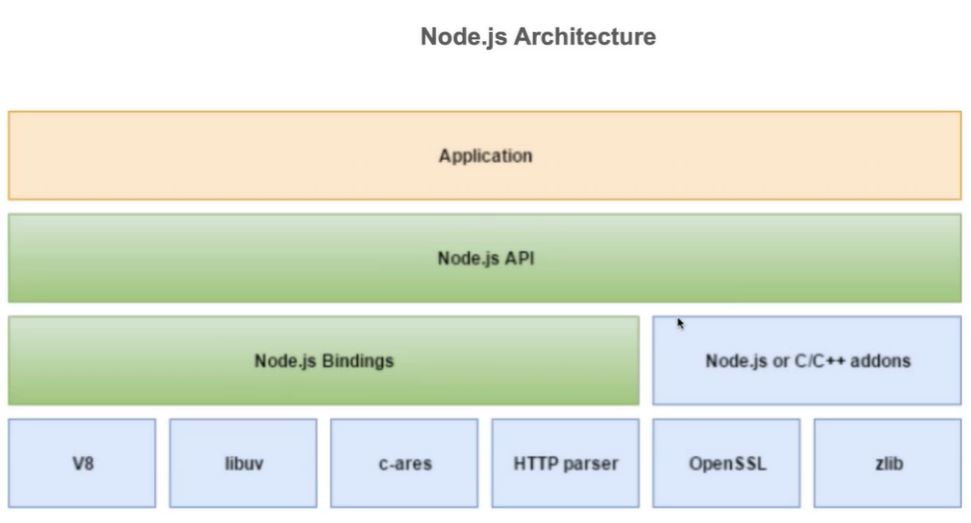 Node.js Architecture
Application
Node.js API
Node.js Bindings
Node.js or C/C++ addons
V8
libuv
c-ares
HTTP parser
OpenSSL
zlib